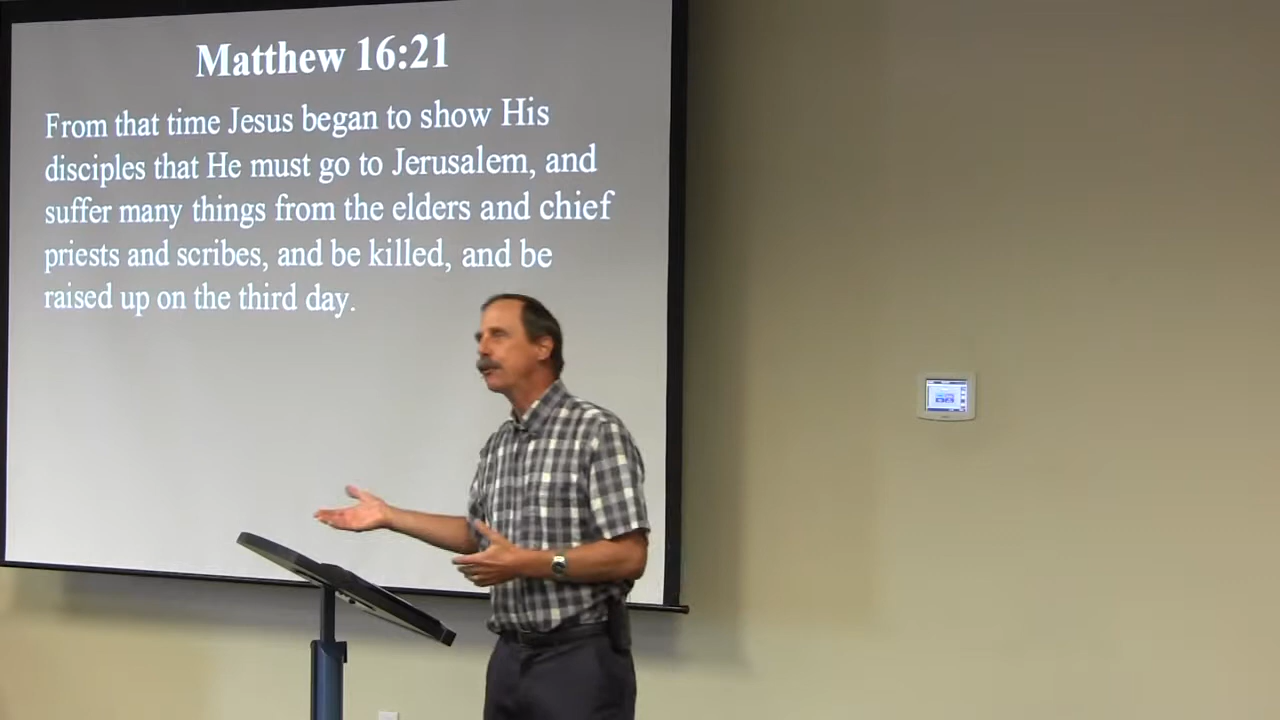 Matthew 16:21
From that time Jesus began to show His
disciples that He must go to Jerusalem, and
suffer many things from the elders and chief
priests and scribes, and be killed, and be
raised up on the third day.